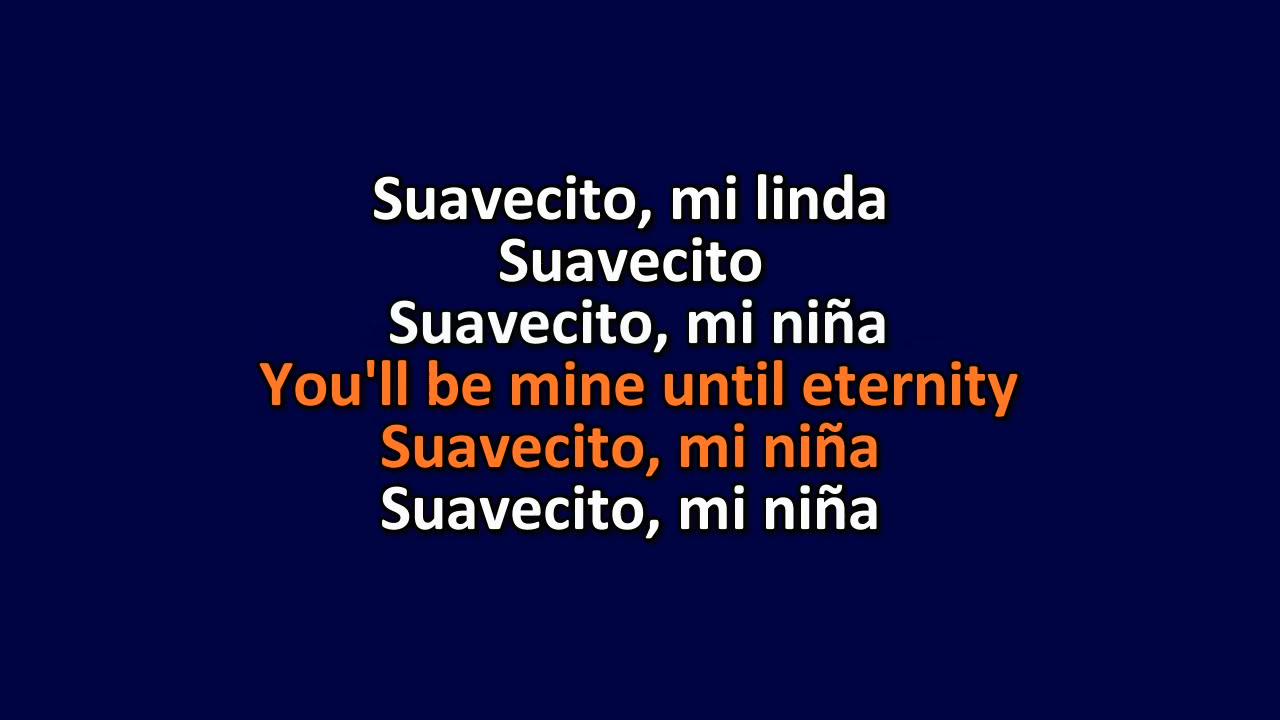 Suavecito, mi linda
Suavecito
Suavecito, mi niña
You'll be mine until eternity
Suavecito, mi niña
Suavecito, mi niña